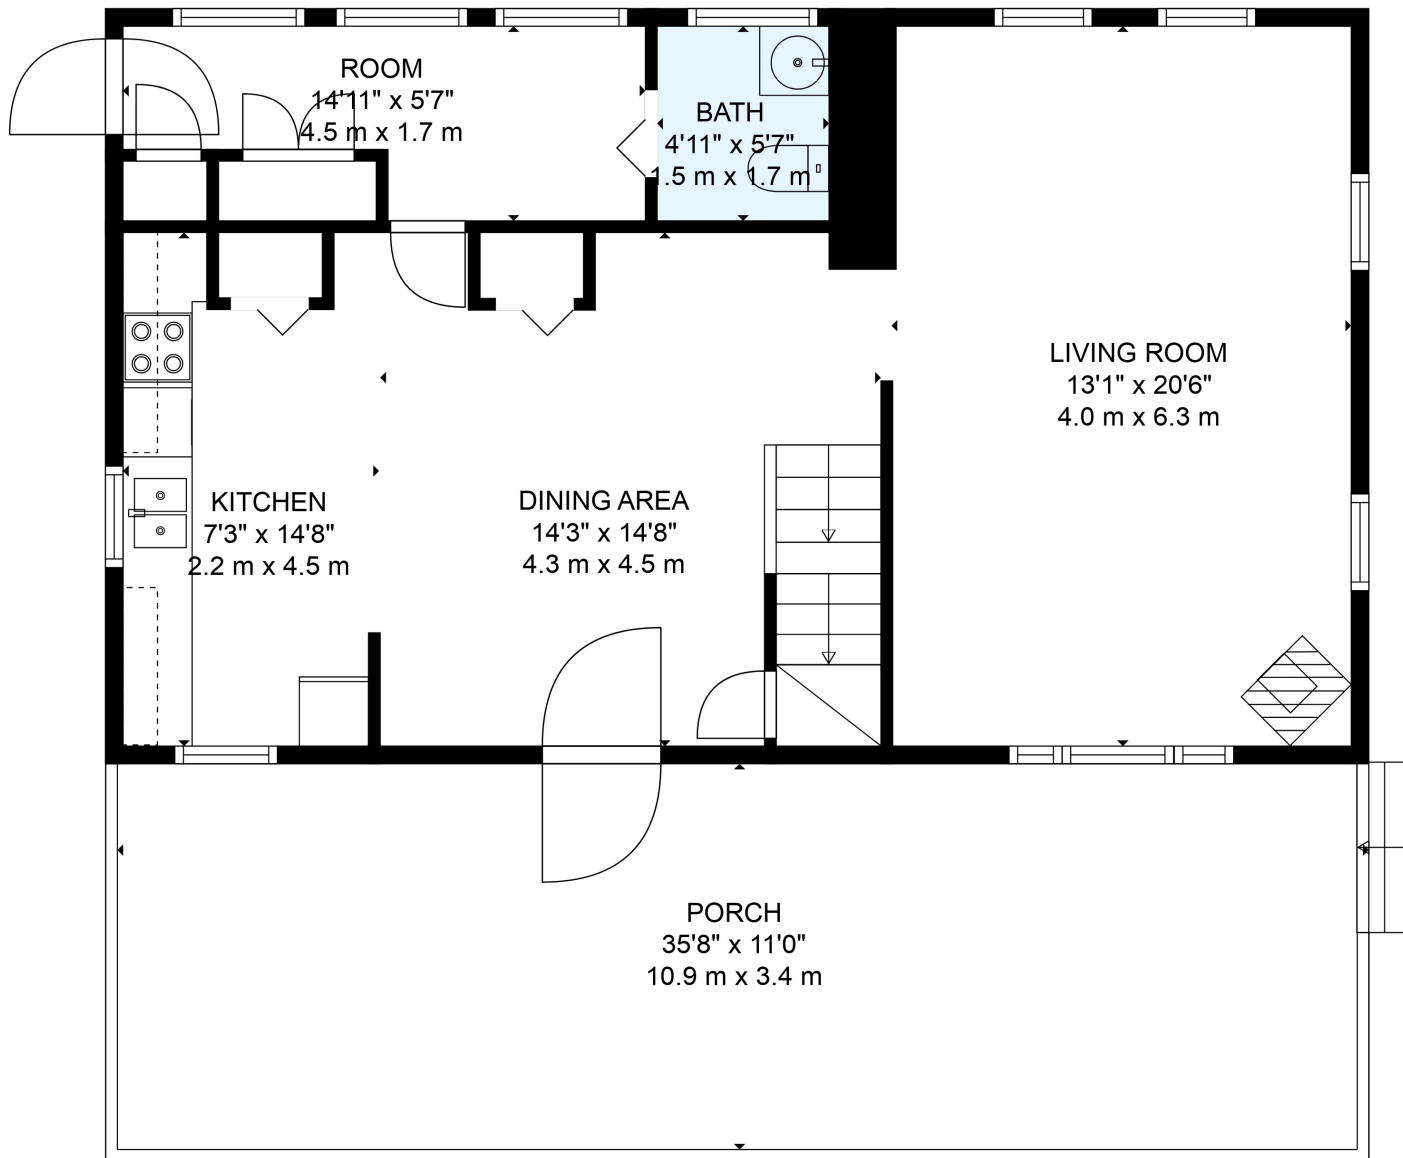 ROOM
14'11" x 5'7"
4.5 m x 1.7 m
BATH
4'11" x 5'7"
1.5 m x 1.7 m
LIVING ROOM
13'1" x 20'6"
4.0 m x 6.3 m
KITCHEN
7'3" x 14'8"
2.2 m x 4.5 m
DINING AREA
14'3" x 14'8"
4.3 m x 4.5 m
PORCH
35'8" x 11'0"
10.9 m x 3.4 m